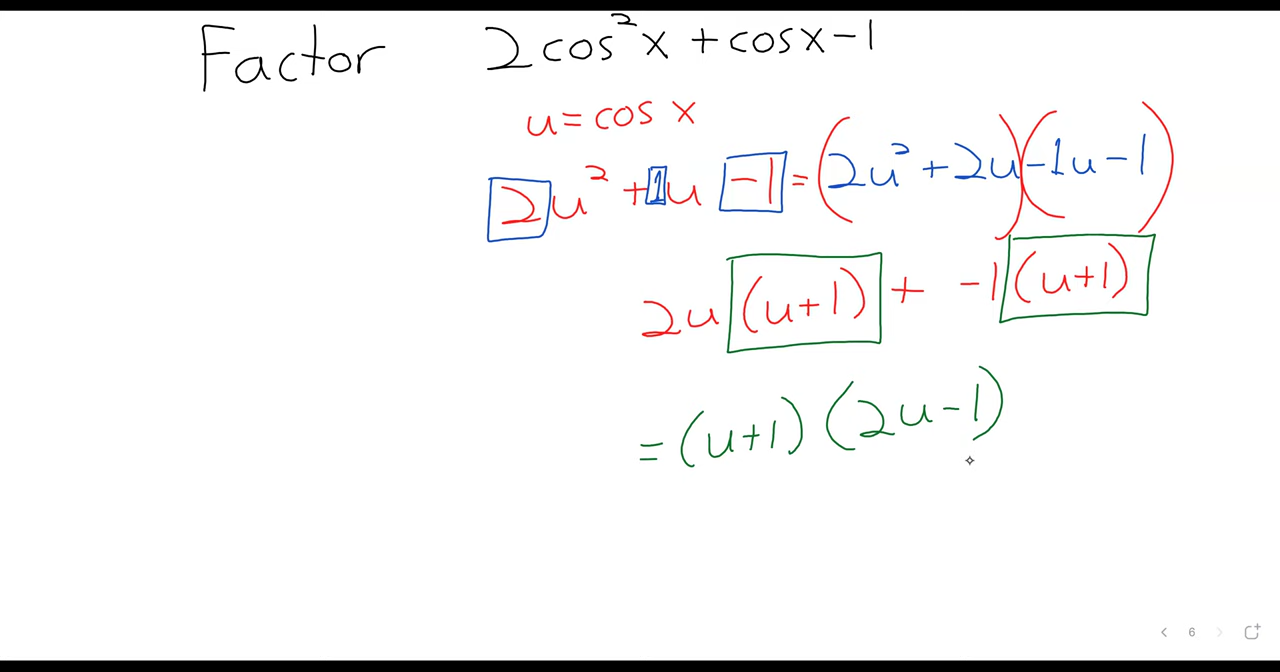 Factor 2cos²x + cosx - 1
u = cos x
2u² + 1u - 1 = (2u² + 2u)(-1u - 1)
2u (u+1) + -1 (u+1)
= (u+1) (2u-1)
6